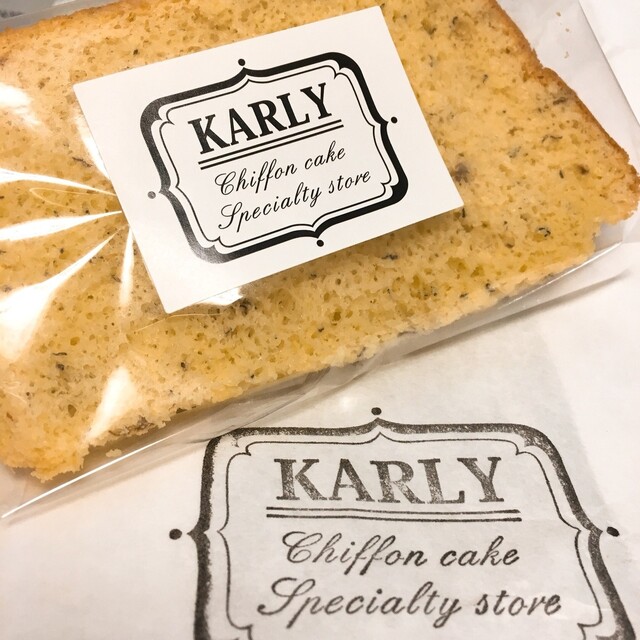 KARLY
Chiffon cake
Specialty store
KARLY
Chiffon cake
Specialty store